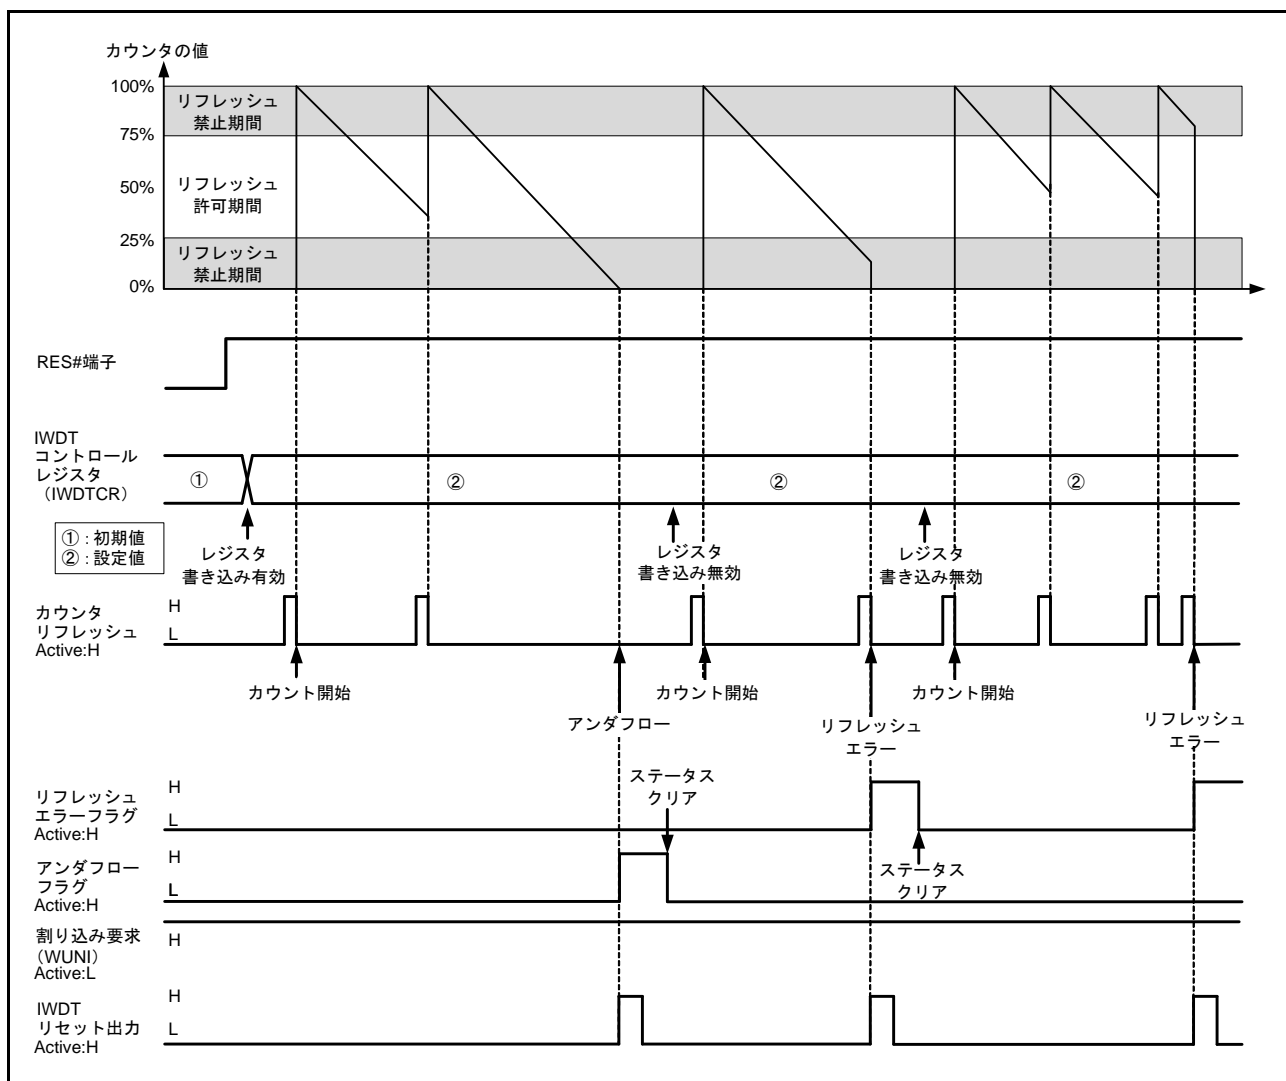 カウンタの値
100%
リフレッシュ
禁止期間
75%
50%
リフレッシュ
許可期間
25%
リフレッシュ
禁止期間
0%
RES#端子
IWDT
コントロール
レジスタ
（IWDTCR）
①
②
②
②
①：初期値
②：設定値
レジスタ
書き込み有効
レジスタ
書き込み無効
レジスタ
書き込み無効
カウンタ
リフレッシュ
Active:H
H
L
カウント開始
カウント開始
カウント開始
アンダフロー
リフレッシュ
エラー
リフレッシュ
エラー
リフレッシュ
エラーフラグ
Active:H
H
L
ステータス
クリア
ステータス
クリア
アンダフロー
フラグ
Active:H
H
L
割り込み要求
（WUNI）
Active:L
H
IWDT
リセット出力
Active:H
H
L